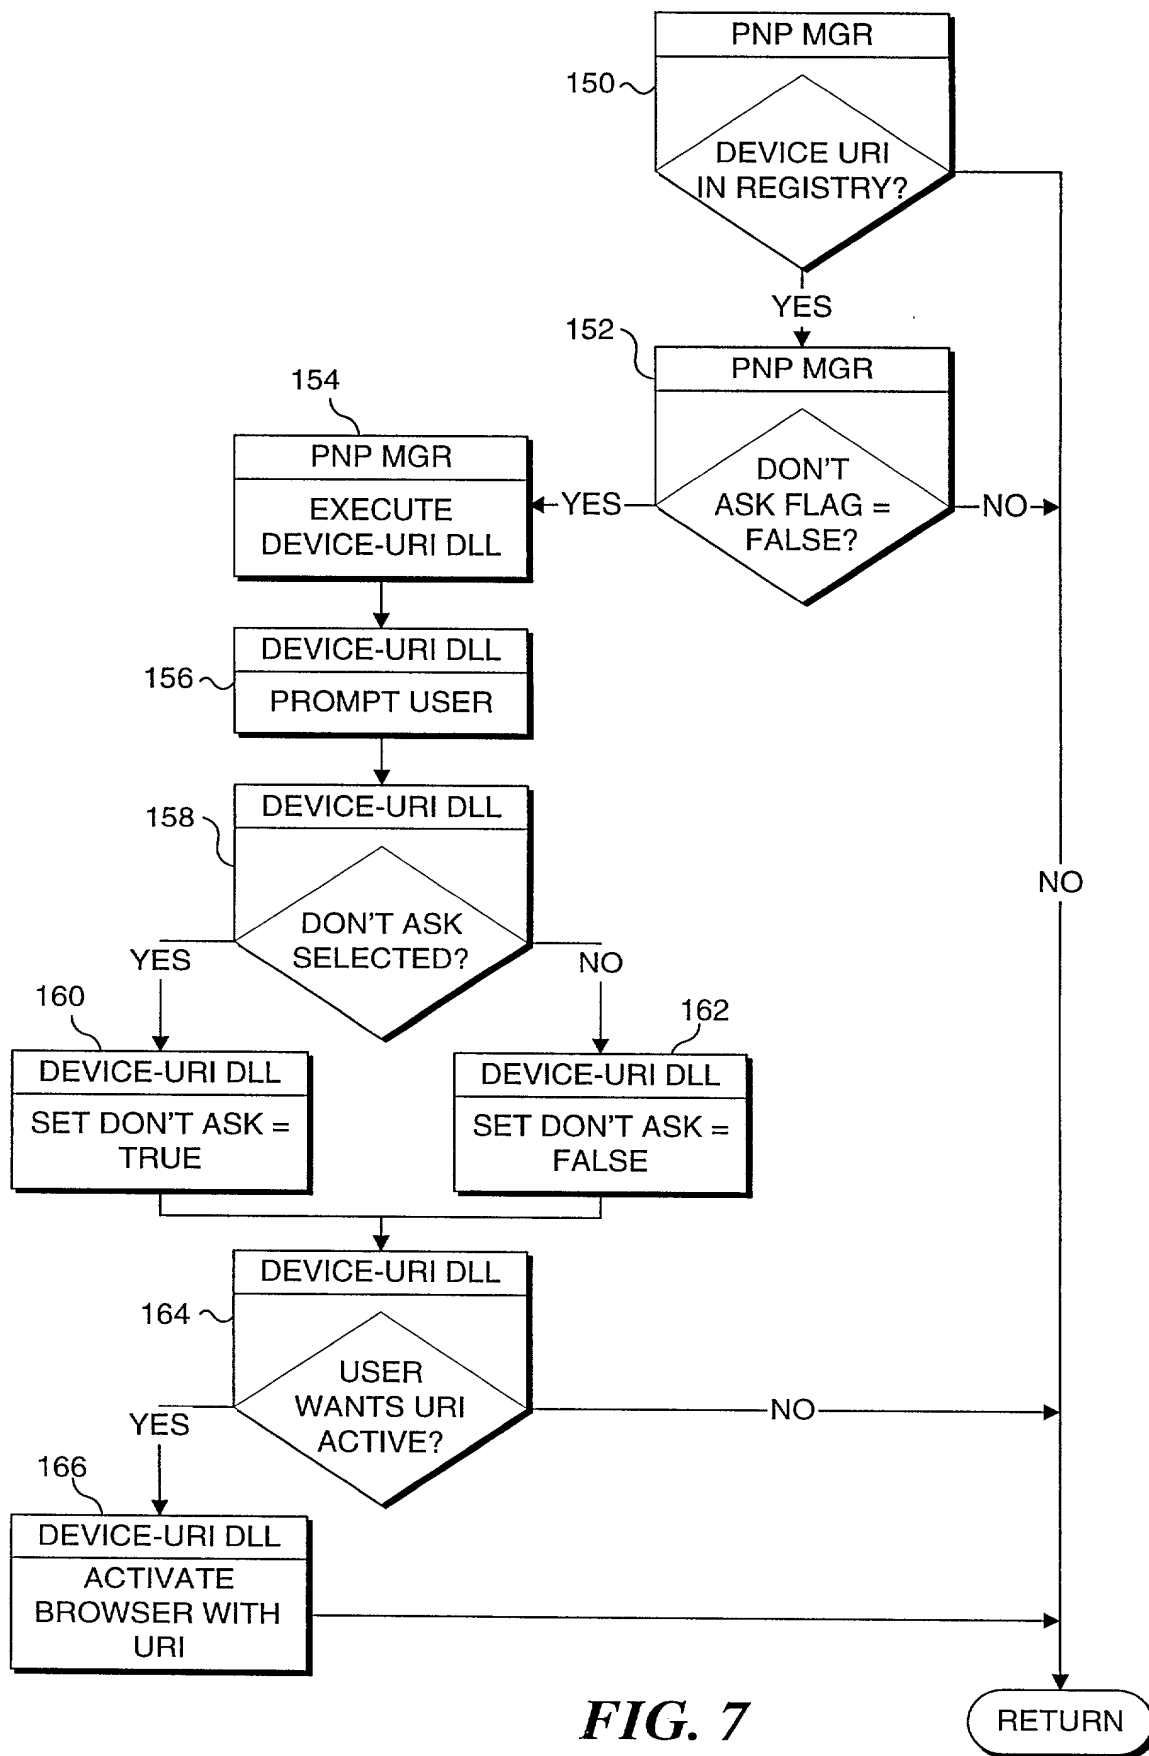 PNP MGR
150
DEVICE URI
IN REGISTRY?
YES
152
PNP MGR
DON'T
ASK FLAG =
FALSE?
YES
NO
154
PNP MGR
EXECUTE
DEVICE-URI DLL
156
DEVICE-URI DLL
PROMPT USER
158
DEVICE-URI DLL
DON'T ASK
SELECTED?
YES
NO
NO
160
DEVICE-URI DLL
SET DON'T ASK =
TRUE
162
DEVICE-URI DLL
SET DON'T ASK =
FALSE
164
DEVICE-URI DLL
USER
WANTS URI
ACTIVE?
YES
NO
166
DEVICE-URI DLL
ACTIVATE
BROWSER WITH
URI
RETURN
FIG. 7